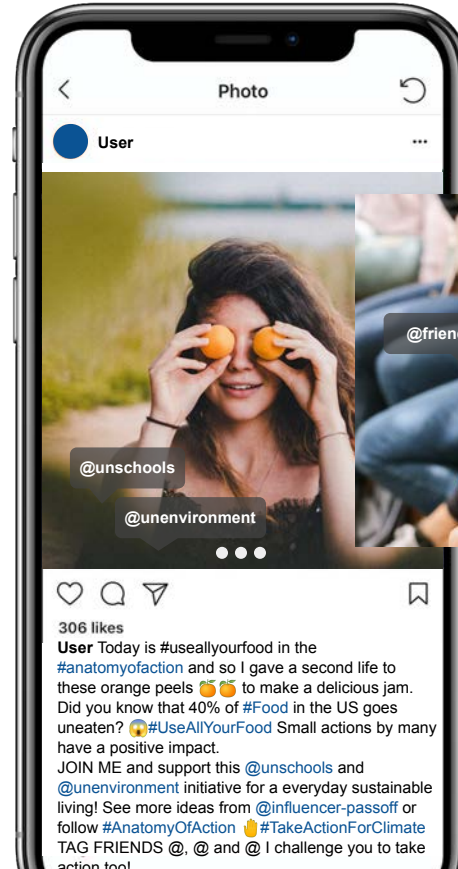 Photo
User
@unschools
@unenvironment
306 likes
User Today is #useallyourfood in the
#anatomyofaction and so I gave a second life to
these orange peels 🍊🍊 to make a delicious jam.
Did you know that 40% of #Food in the US goes
uneaten? 😱#UseAllYourFood Small actions by many
have a positive impact.
JOIN ME and support this @unschools and
@unenvironment initiative for a everyday sustainable
living! See more ideas from @influencer-passoff or
follow #AnatomyOfAction 🤚#TakeActionForClimate
TAG FRIENDS @, @ and @ I challenge you to take
action too!